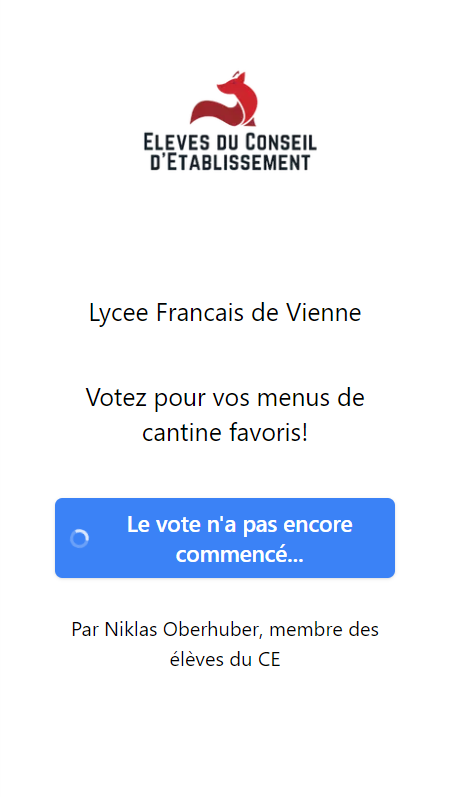 ELEVES DU CONSEIL
D'ETABLISSEMENT
Lycee Francais de Vienne
Votez pour vos menus de
cantine favoris!
Le vote n'a pas encore
commencé...
Par Niklas Oberhuber, membre des
élèves du CE